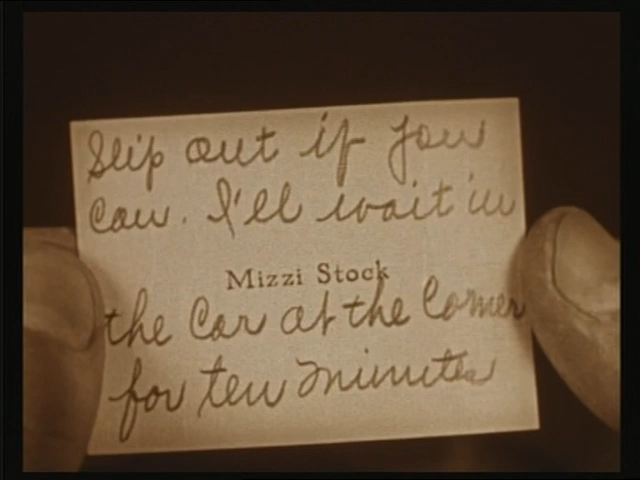 Slip out if you
can. I'll wait in
Mizzi Stock
the Car at the Corner
for ten minutes